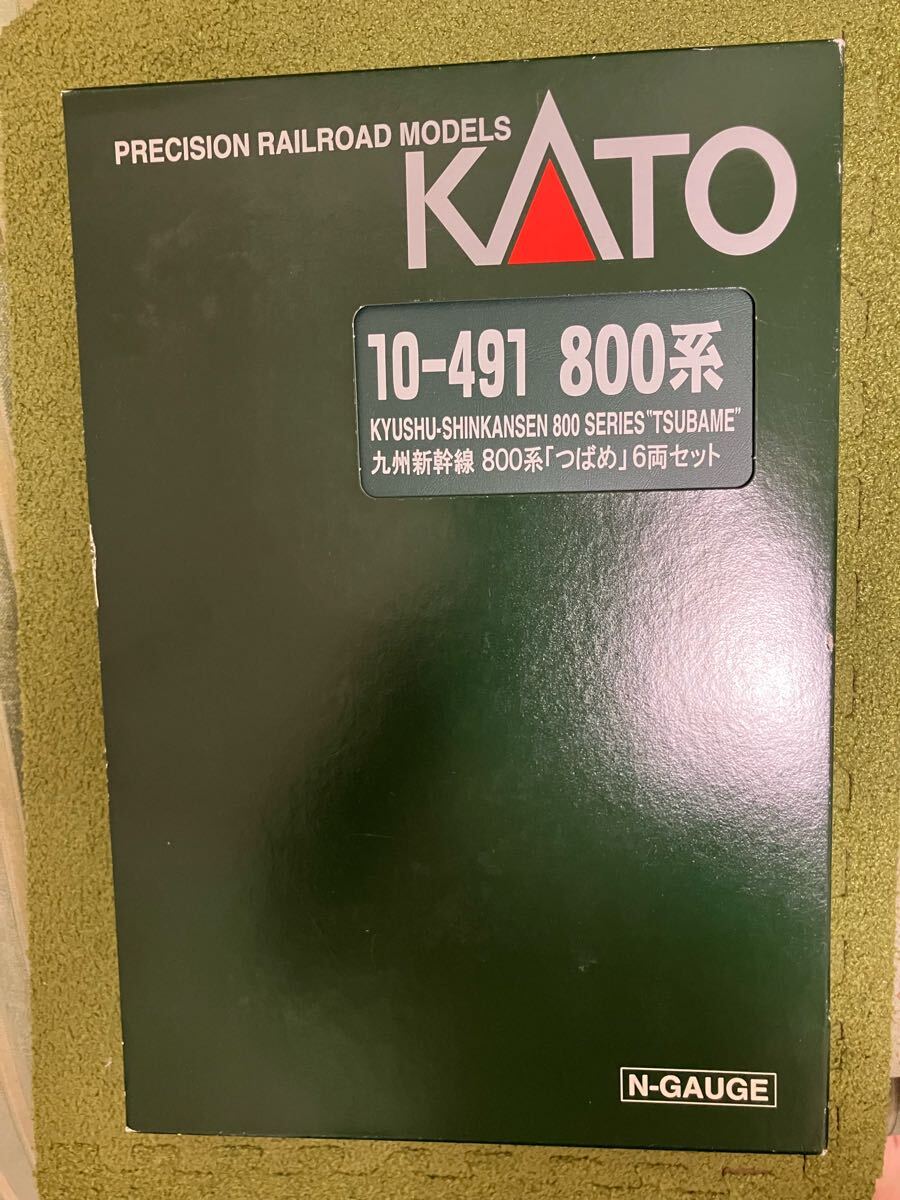 PRECISION RAILROAD MODELS
KATO
10-491 800系
KYUSHU-SHINKANSEN 800 SERIES "TSUBAME"
九州新幹線 800系「つばめ」6両セット
N-GAUGE